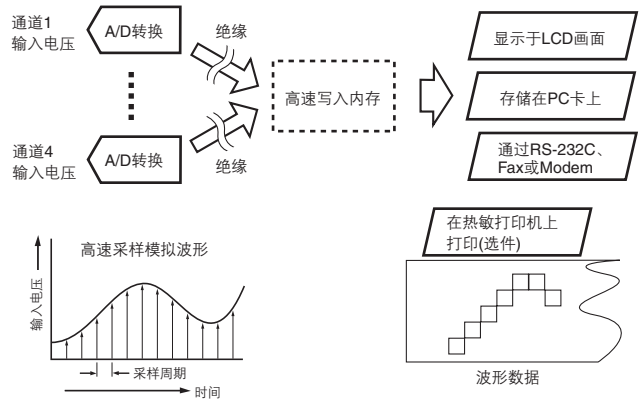 通道1
输入电压
A/D转换
绝缘
通道4
输入电压
A/D转换
绝缘
高速写入内存
显示于LCD画面
存储在PC卡上
通过RS-232C、
Fax或Modem
在热敏打印机上
打印(选件)
高速采样模拟波形
输入电压
采样周期
时间
波形数据